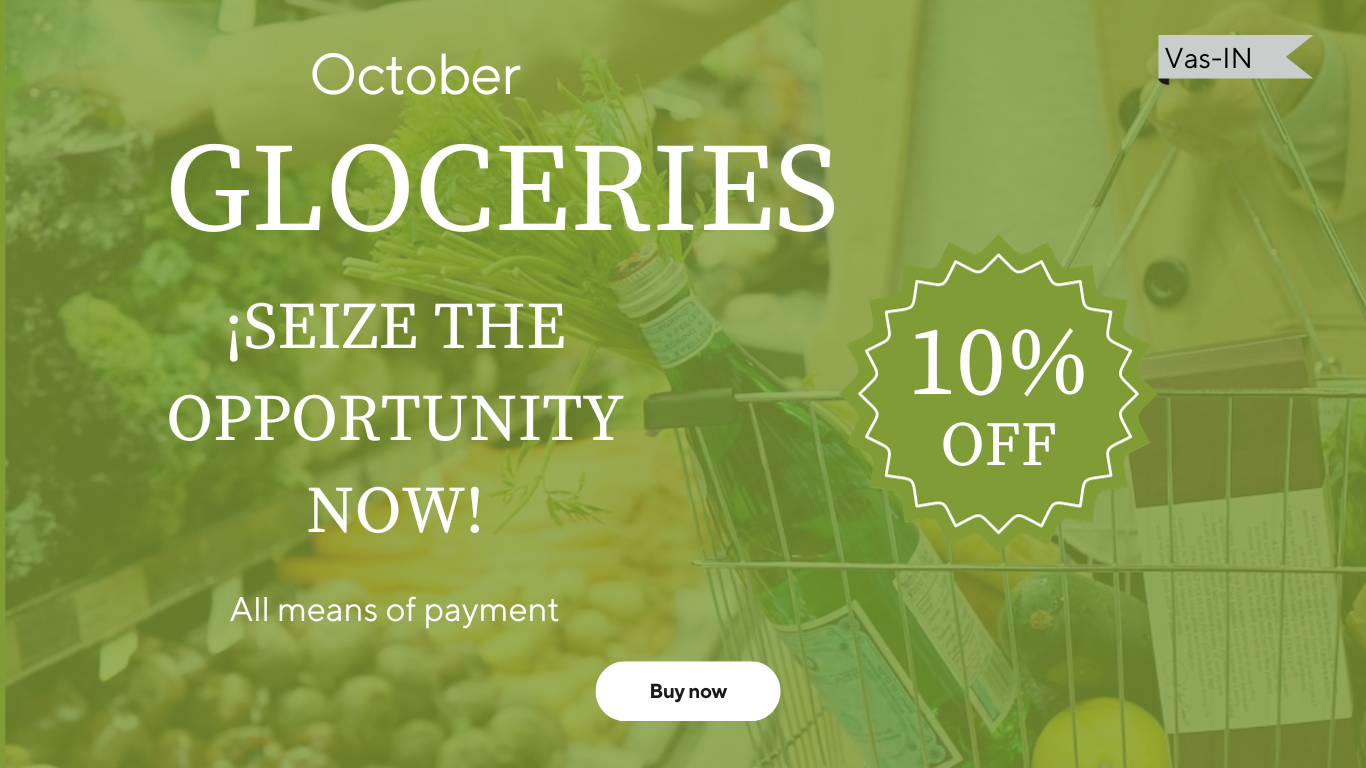 October
Vas-IN
GLOCERIES
¡SEIZE THE
OPPORTUNITY
NOW!
10%
OFF
All means of payment
Buy now